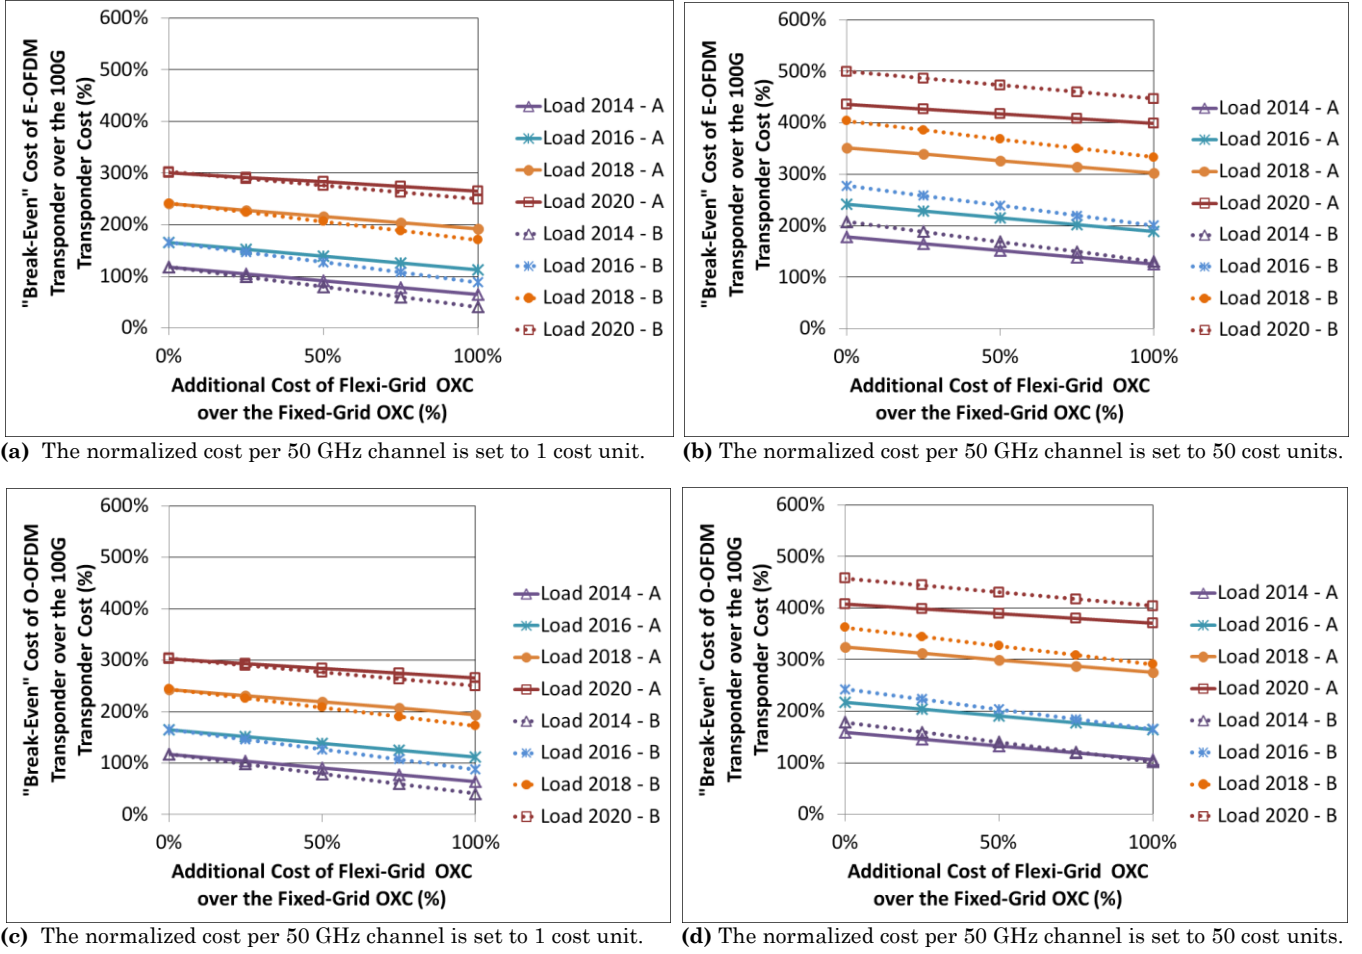 600%
500%
400%
300%
200%
100%
0%
0% 50% 100%
"Break-Even" Cost of E-OFDM
Transponder over the 100G
Transponder Cost (%)
Additional Cost of Flexi-Grid OXC
over the Fixed-Grid OXC (%)
Load 2014 - A
Load 2016 - A
Load 2018 - A
Load 2020 - A
Load 2014 - B
Load 2016 - B
Load 2018 - B
Load 2020 - B
(a) The normalized cost per 50 GHz channel is set to 1 cost unit.
600%
500%
400%
300%
200%
100%
0%
0% 50% 100%
"Break-Even" Cost of E-OFDM
Transponder over the 100G
Transponder Cost (%)
Additional Cost of Flexi-Grid OXC
over the Fixed-Grid OXC (%)
Load 2014 - A
Load 2016 - A
Load 2018 - A
Load 2020 - A
Load 2014 - B
Load 2016 - B
Load 2018 - B
Load 2020 - B
(b) The normalized cost per 50 GHz channel is set to 50 cost units.
600%
500%
400%
300%
200%
100%
0%
0% 50% 100%
"Break-Even" Cost of O-OFDM
Transponder over the 100G
Transponder Cost (%)
Additional Cost of Flexi-Grid OXC
over the Fixed-Grid OXC (%)
Load 2014 - A
Load 2016 - A
Load 2018 - A
Load 2020 - A
Load 2014 - B
Load 2016 - B
Load 2018 - B
Load 2020 - B
(c) The normalized cost per 50 GHz channel is set to 1 cost unit.
600%
500%
400%
300%
200%
100%
0%
0% 50% 100%
"Break-Even" Cost of O-OFDM
Transponder over the 100G
Transponder Cost (%)
Additional Cost of Flexi-Grid OXC
over the Fixed-Grid OXC (%)
Load 2014 - A
Load 2016 - A
Load 2018 - A
Load 2020 - A
Load 2014 - B
Load 2016 - B
Load 2018 - B
Load 2020 - B
(d) The normalized cost per 50 GHz channel is set to 50 cost units.